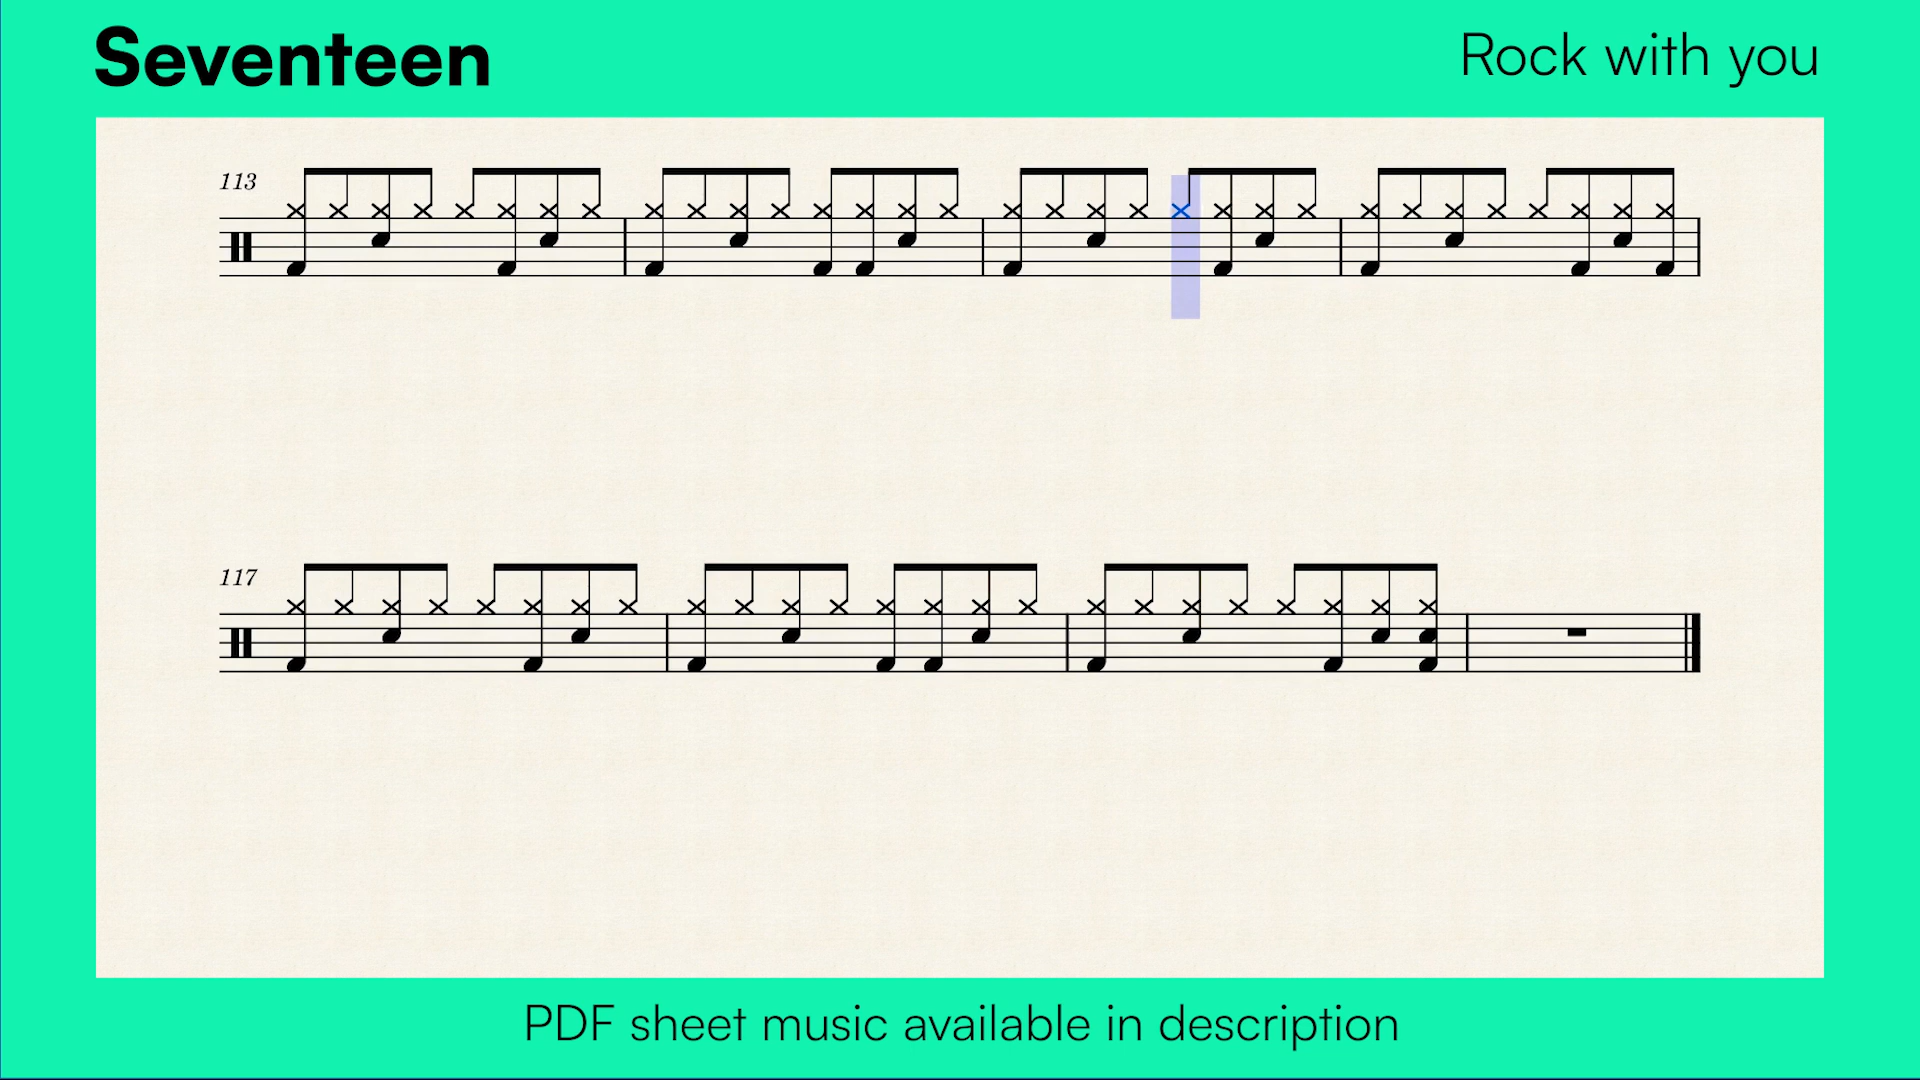 Seventeen
Rock with you
113
117
PDF sheet music available in description